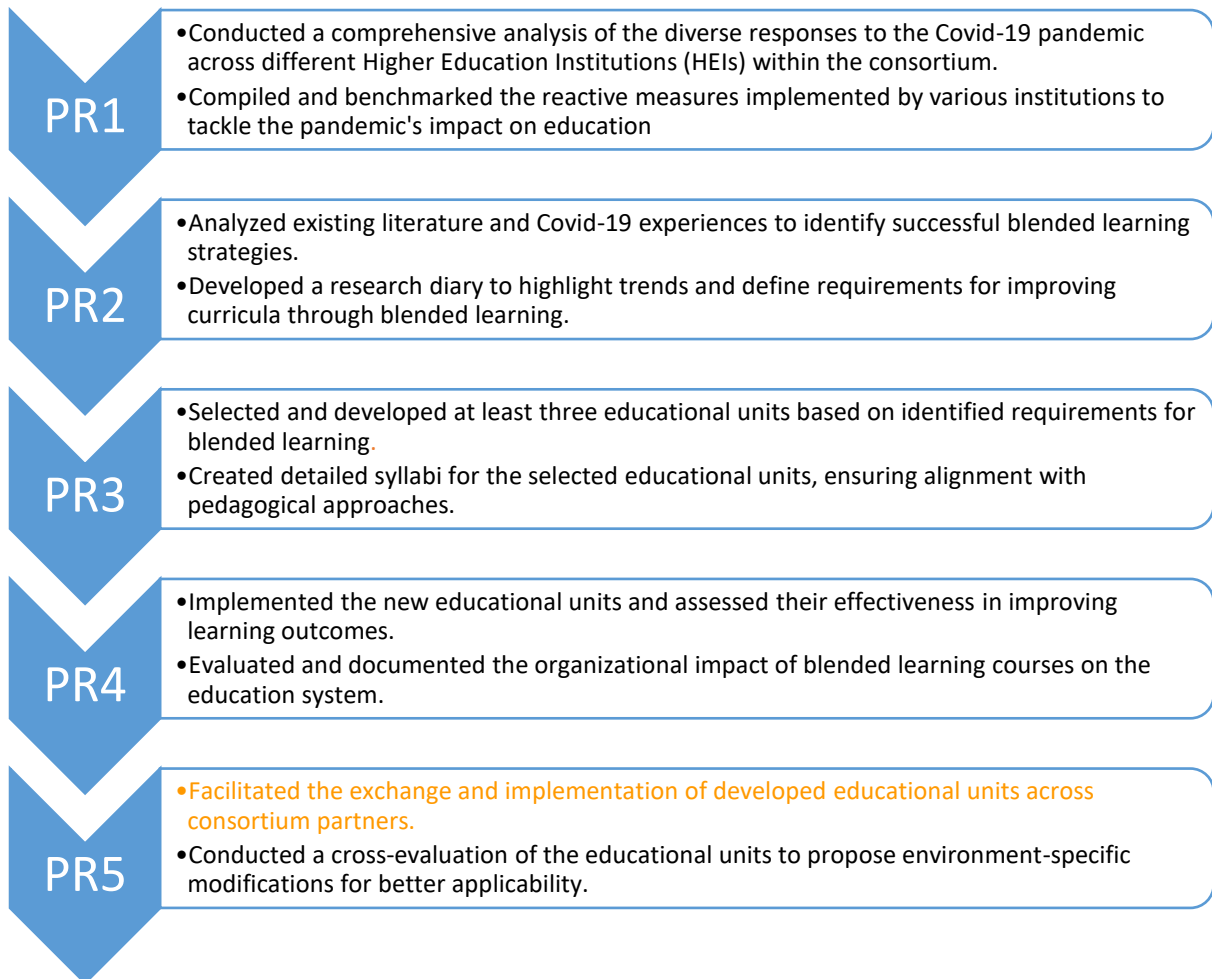 PR1
•Conducted a comprehensive analysis of the diverse responses to the Covid-19 pandemic
across different Higher Education Institutions (HEIs) within the consortium.
•Compiled and benchmarked the reactive measures implemented by various institutions to
tackle the pandemic's impact on education
PR2
•Analyzed existing literature and Covid-19 experiences to identify successful blended learning
strategies.
•Developed a research diary to highlight trends and define requirements for improving
curricula through blended learning.
PR3
•Selected and developed at least three educational units based on identified requirements for
blended learning.
•Created detailed syllabi for the selected educational units, ensuring alignment with
pedagogical approaches.
PR4
•Implemented the new educational units and assessed their effectiveness in improving
learning outcomes.
•Evaluated and documented the organizational impact of blended learning courses on the
education system.
PR5
•Facilitated the exchange and implementation of developed educational units across
consortium partners.
•Conducted a cross-evaluation of the educational units to propose environment-specific
modifications for better applicability.